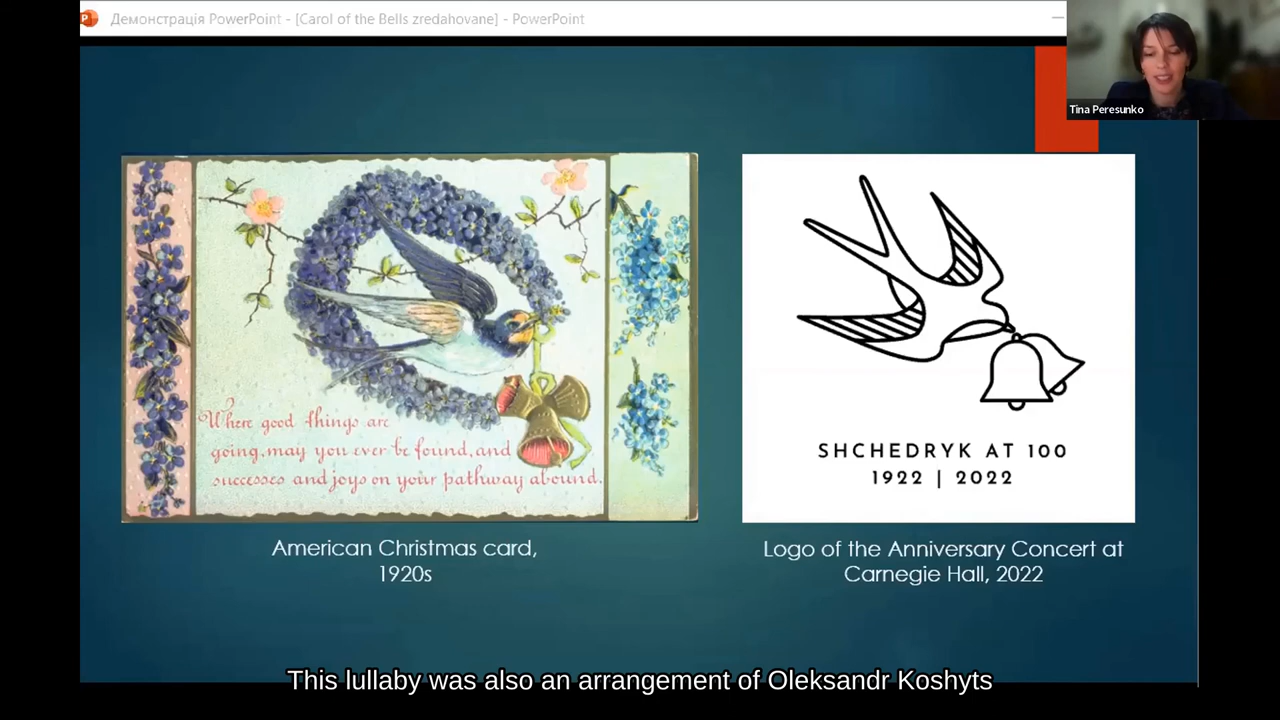 Демонстрація PowerPoint - [Carol of the Bells zredahovane] - PowerPoint
Tina Peresunko
Where good things are
going, may you ever be found, and
successes and joys on your pathway abound.
SHCHEDRYK AT 100
1922 | 2022
American Christmas card,
1920s
Logo of the Anniversary Concert at
Carnegie Hall, 2022
This lullaby was also an arrangement of Oleksandr Koshyts